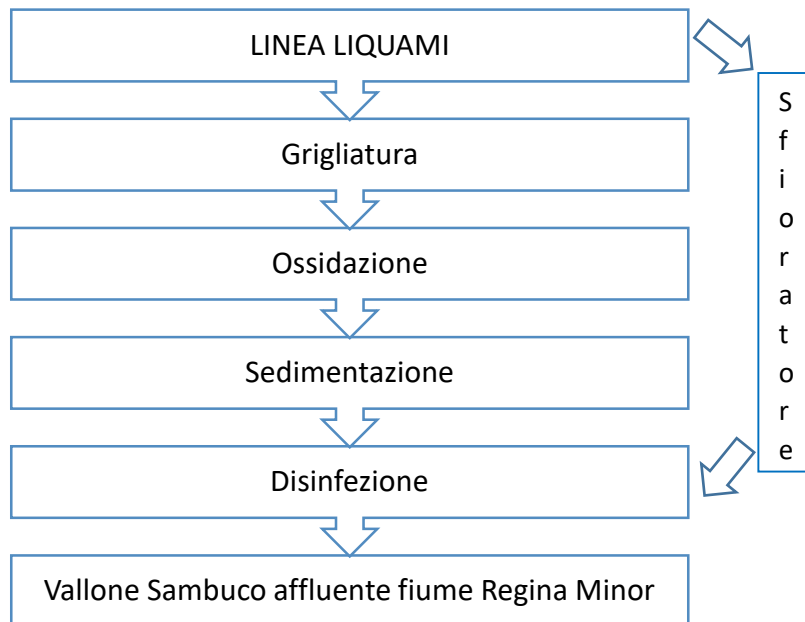 LINEA LIQUAMI
Grigliatura
Ossidazione
Sedimentazione
Disinfezione
Vallone Sambuco affluente fiume Regina Minor
S
f
i
o
r
a
t
o
r
e